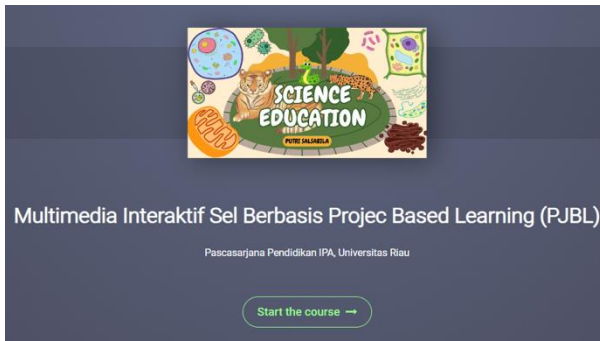 SCIENCE
EDUCATION
PUTRI SALSABILA
Multimedia Interaktif Sel Berbasis Projec Based Learning (PJBL)
Pascasarjana Pendidikan IPA, Universitas Riau
Start the course →